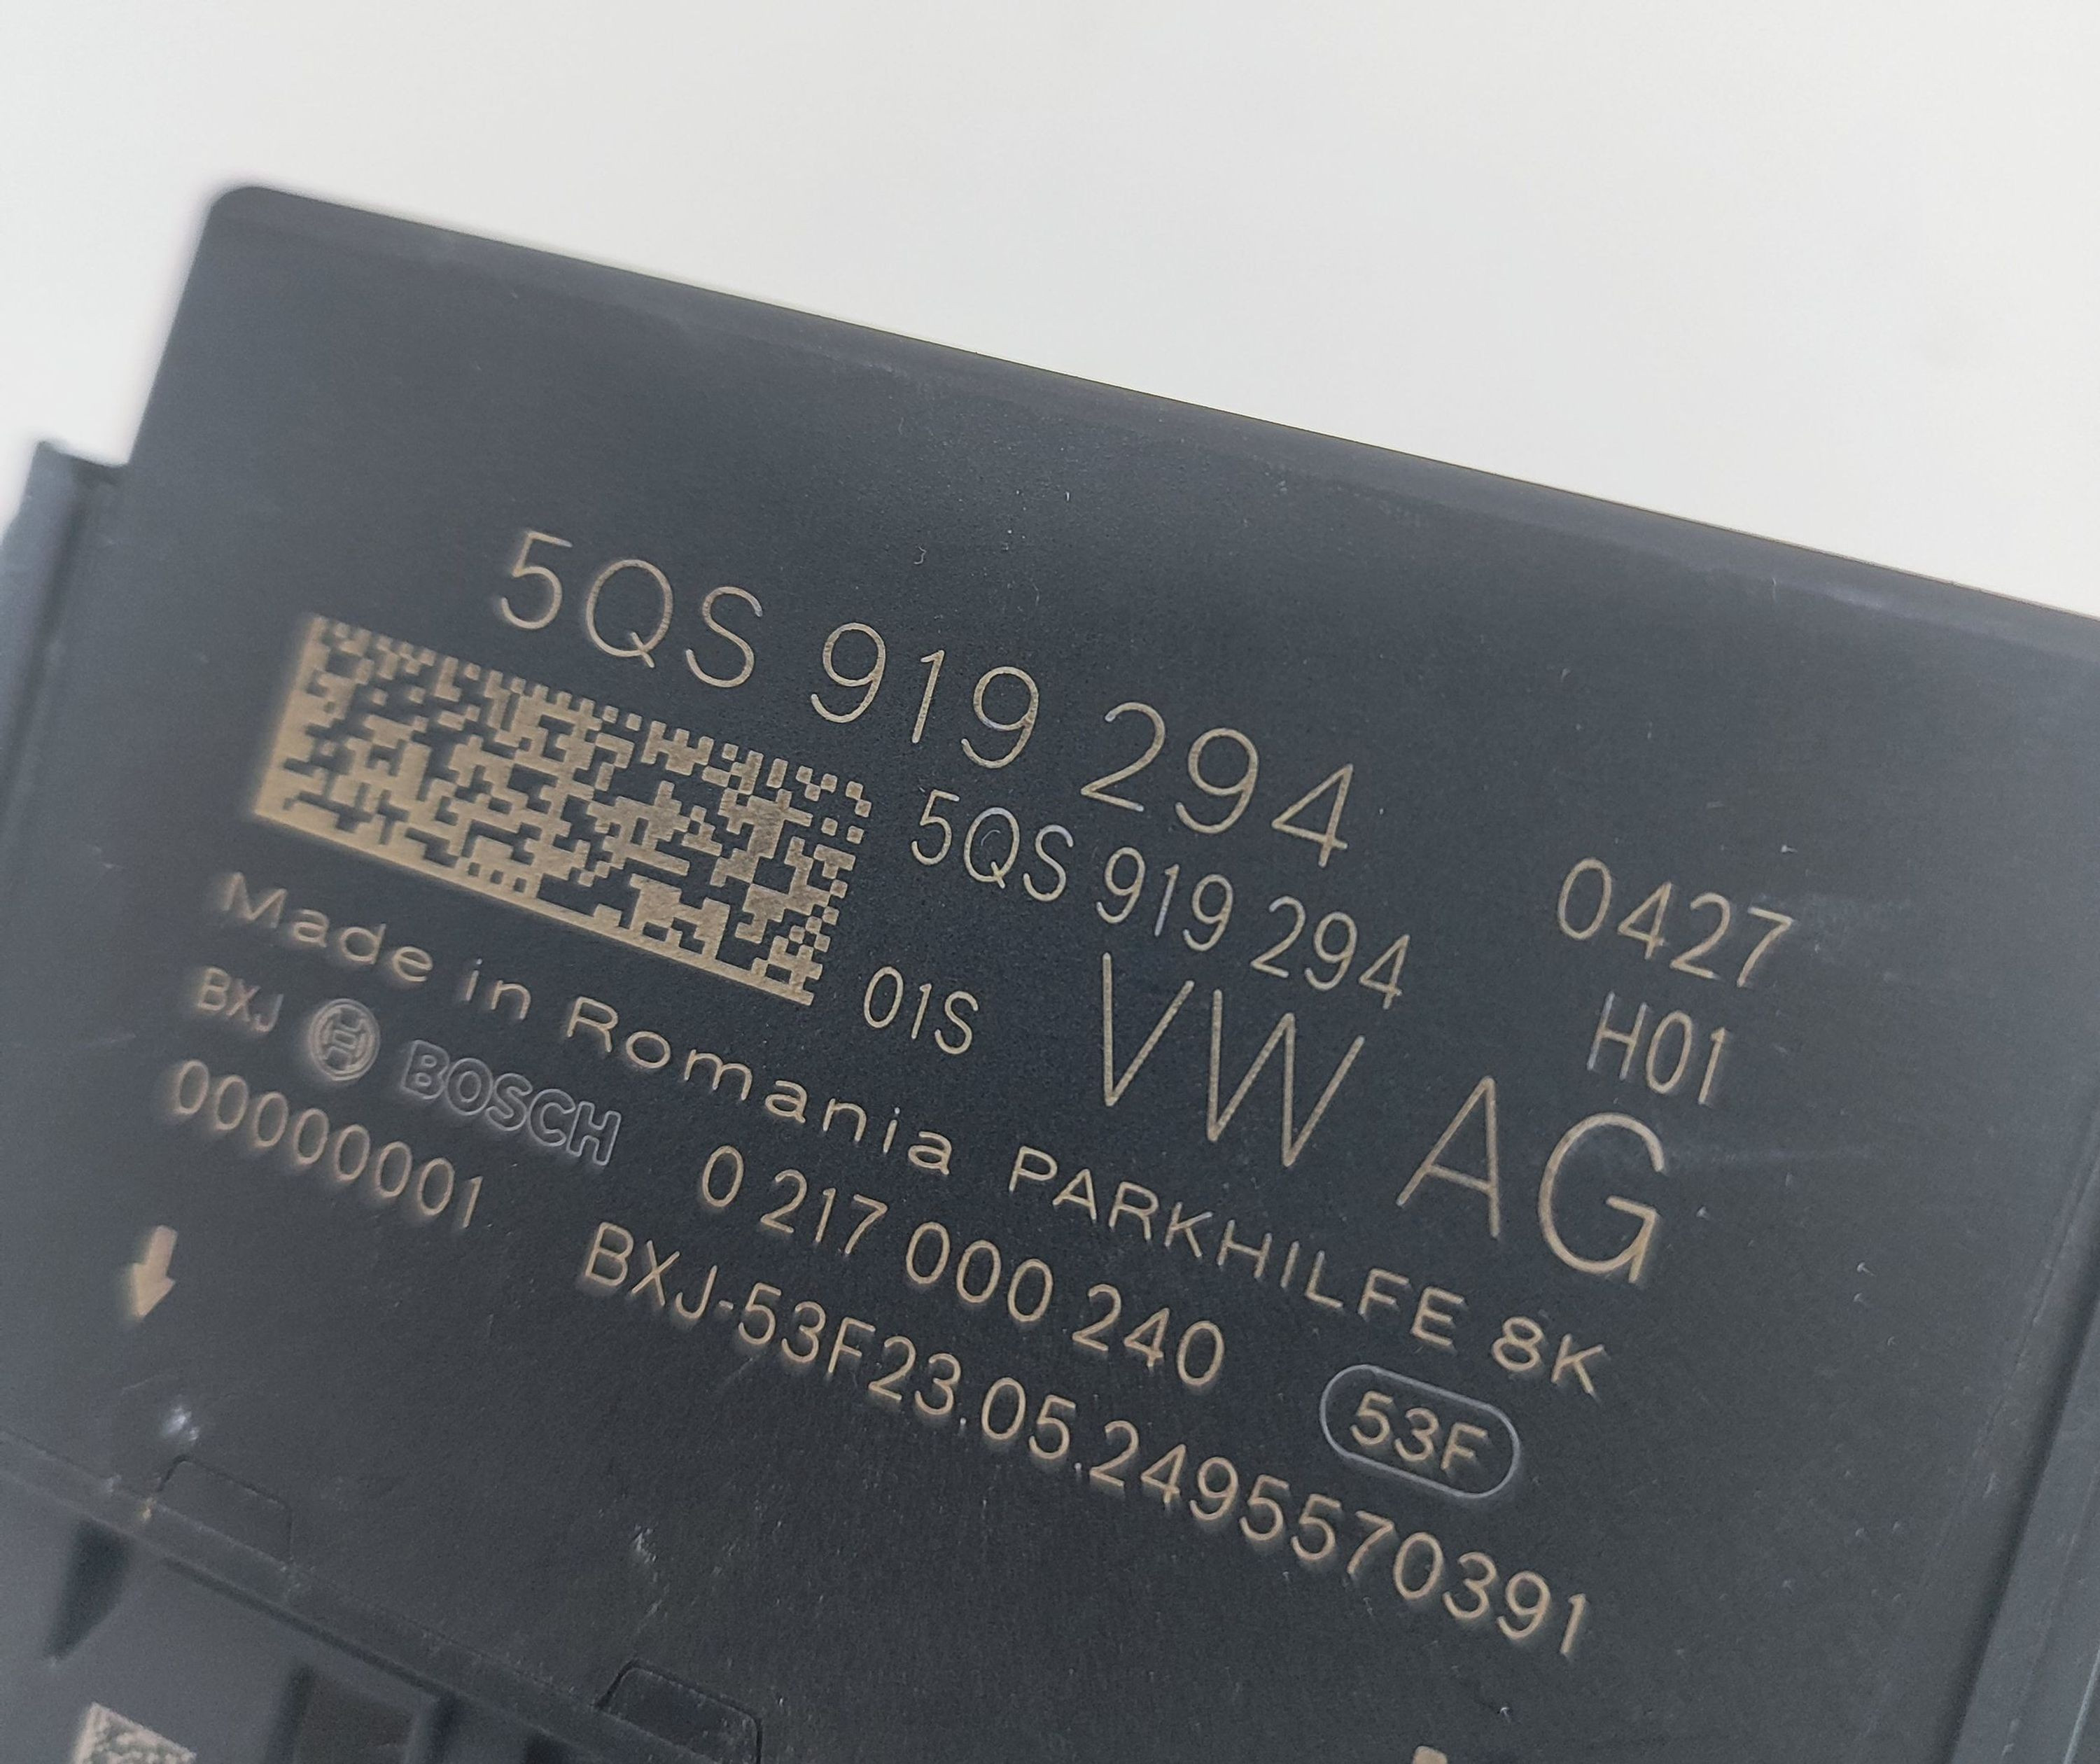 5QS 919 294
5QS 919 294 0427
01S VW AG H01
Made in Romania PARKHILFE 8K
BXJ BOSCH 0 217 000 240 53F
00000001 BXJ-53F23.05.2495570391